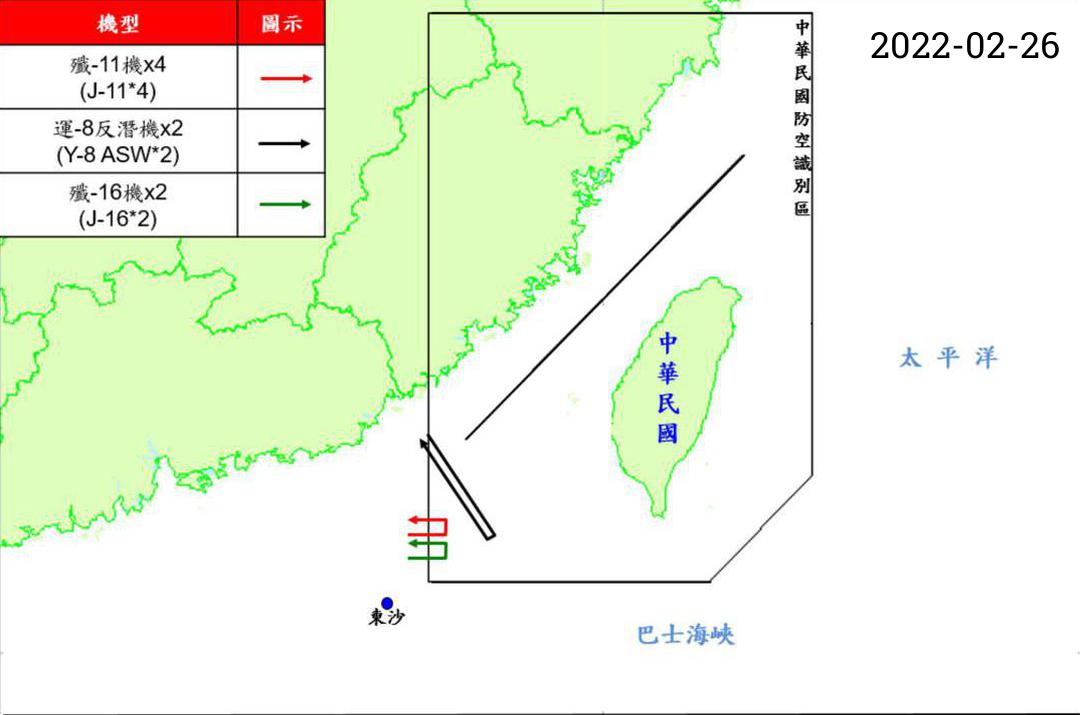 機型 圖示
殲-11機x4
(J-11*4)
運-8反潛機x2
(Y-8 ASW*2)
殲-16機x2
(J-16*2)
2022-02-26
中華民國防空識別區
中華民國
太平洋
東沙
巴士海峽